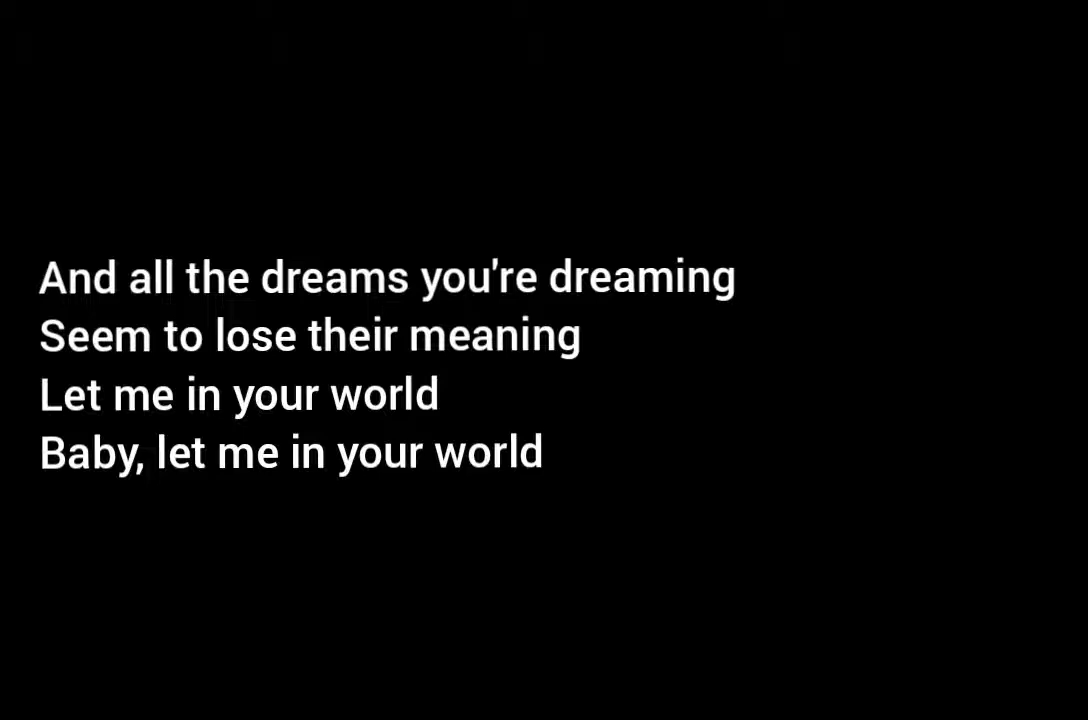 And all the dreams you're dreaming
Seem to lose their meaning
Let me in your world
Baby, let me in your world